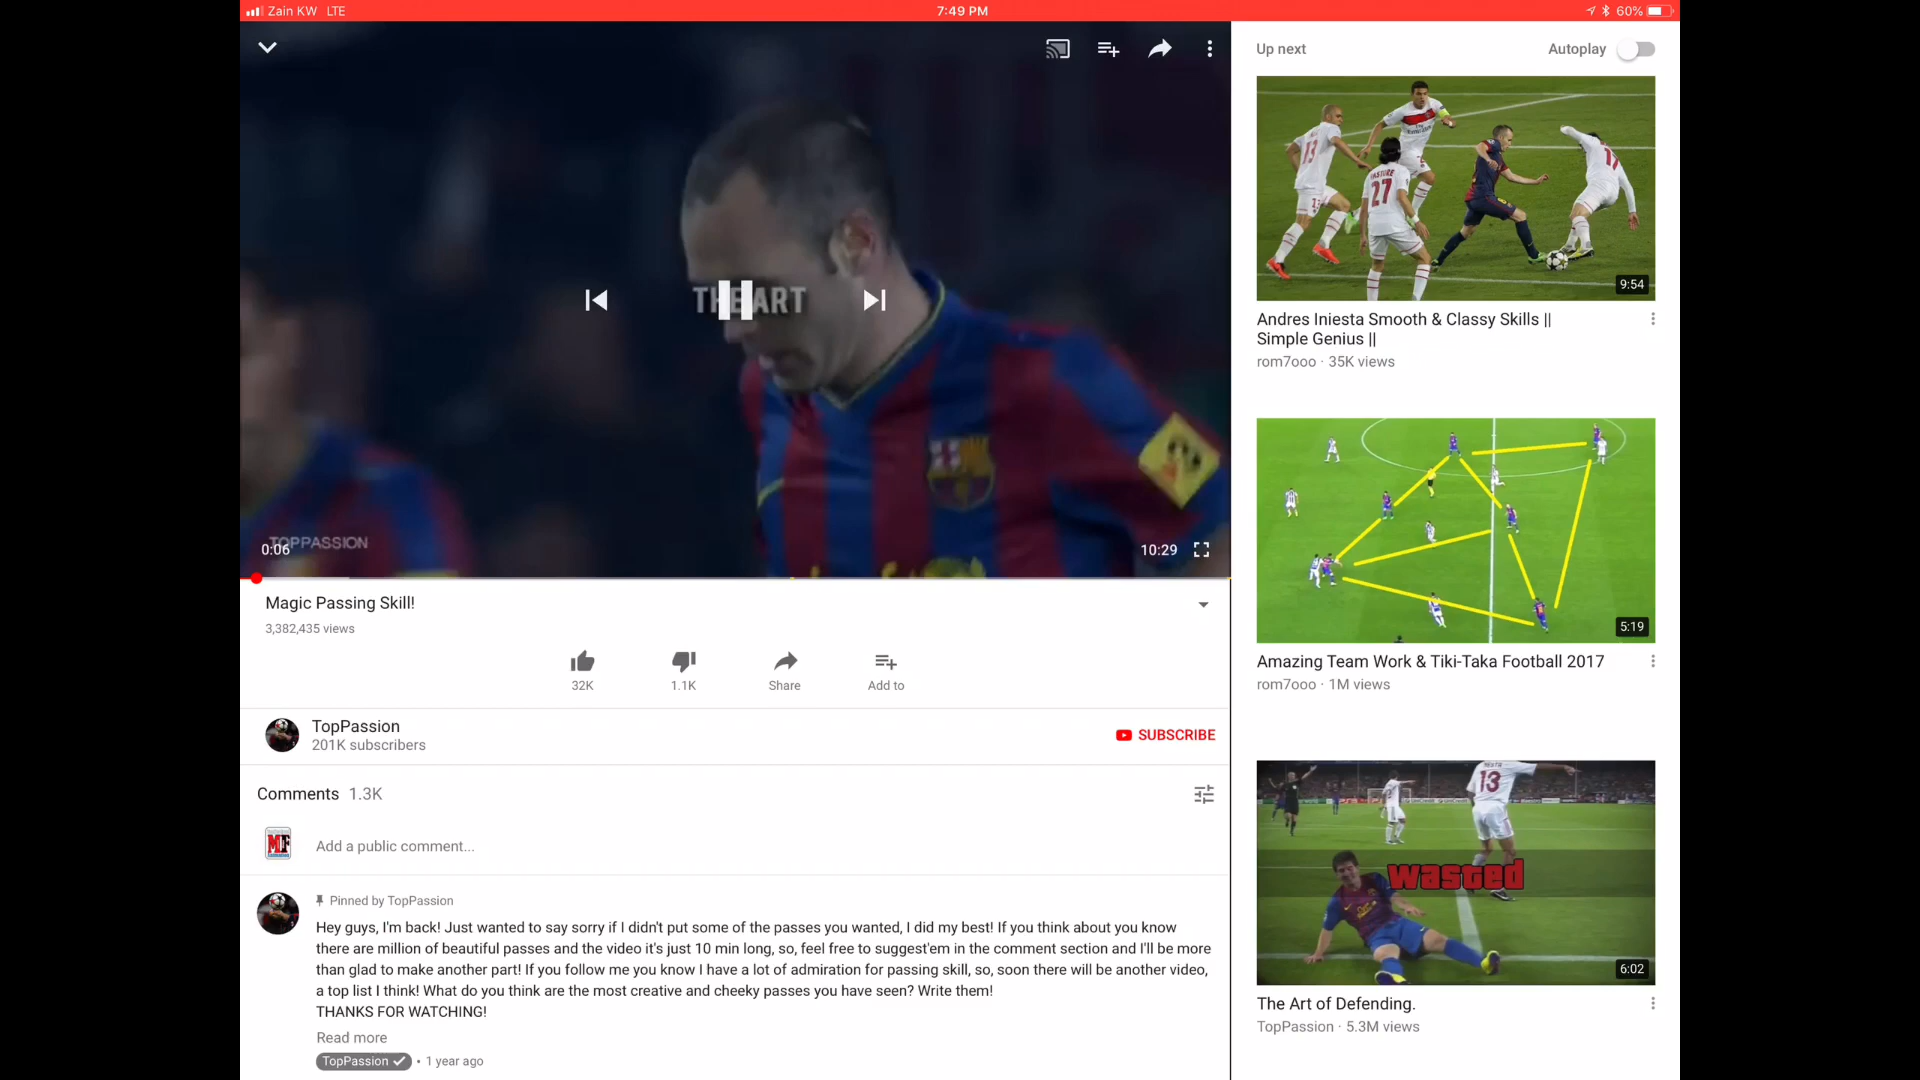 Zain KW LTE
7:49 PM
60%
THE ART
TOPPASSION
0:06
10:29
Magic Passing Skill!
3,382,435 views
32K
1.1K
Share
Add to
TopPassion
201K subscribers
SUBSCRIBE
Comments 1.3K
MF
Add a public comment...
Pinned by TopPassion
Hey guys, I'm back! Just wanted to say sorry if I didn't put some of the passes you wanted, I did my best! If you think about you know
there are million of beautiful passes and the video it's just 10 min long, so, feel free to suggest'em in the comment section and I'll be more
than glad to make another part! If you follow me you know I have a lot of admiration for passing skill, so, soon there will be another video,
a top list I think! What do you think are the most creative and cheeky passes you have seen? Write them!
THANKS FOR WATCHING!
Read more
TopPassion • 1 year ago
Up next
Autoplay
13
PASTORE
27
17
9:54
Andres Iniesta Smooth & Classy Skills ||
Simple Genius ||
rom7ooo · 35K views
5:19
Amazing Team Work & Tiki-Taka Football 2017
rom7ooo · 1M views
13
wasted
6:02
The Art of Defending.
TopPassion · 5.3M views